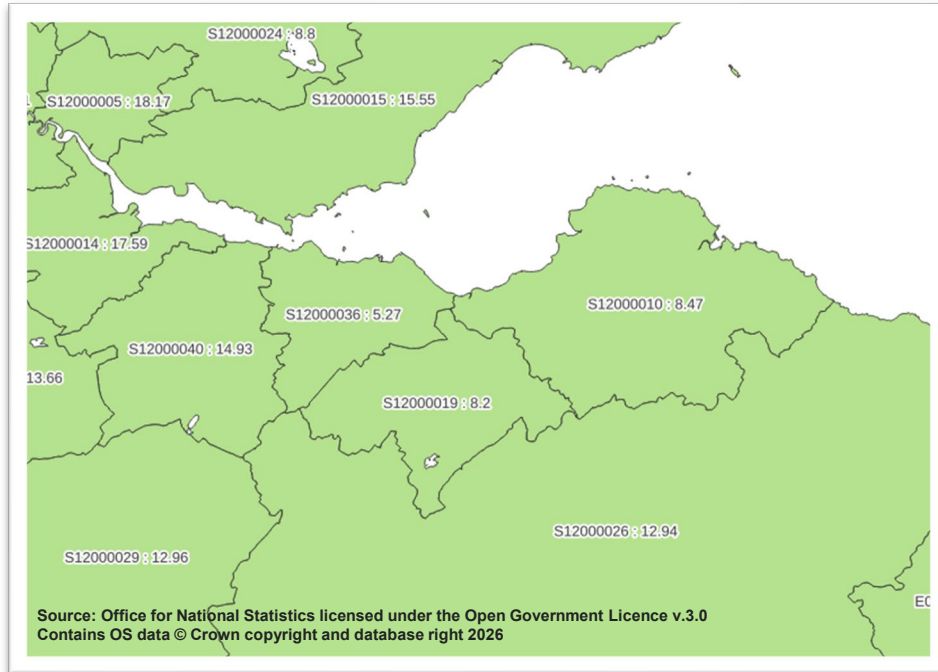 S12000024 : 8.8
S12000005 : 18.17
S12000015 : 15.55
S12000014 : 17.59
S12000010 : 8.47
S12000036 : 5.27
S12000040 : 14.93
13.66
S12000019 : 8.2
S12000026 : 12.94
S12000029 : 12.96
Source: Office for National Statistics licensed under the Open Government Licence v.3.0
Contains OS data © Crown copyright and database right 2026